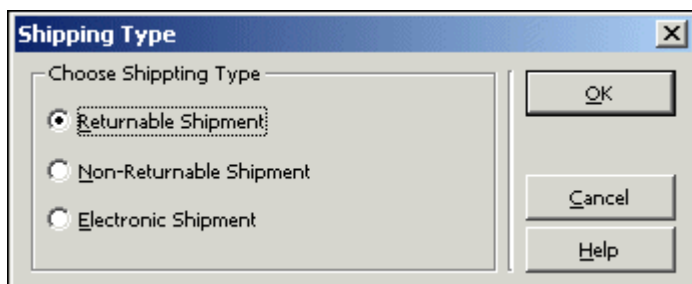 Shipping Type
Choose Shippting Type
Returnable Shipment
Non-Returnable Shipment
Electronic Shipment
OK
Cancel
Help